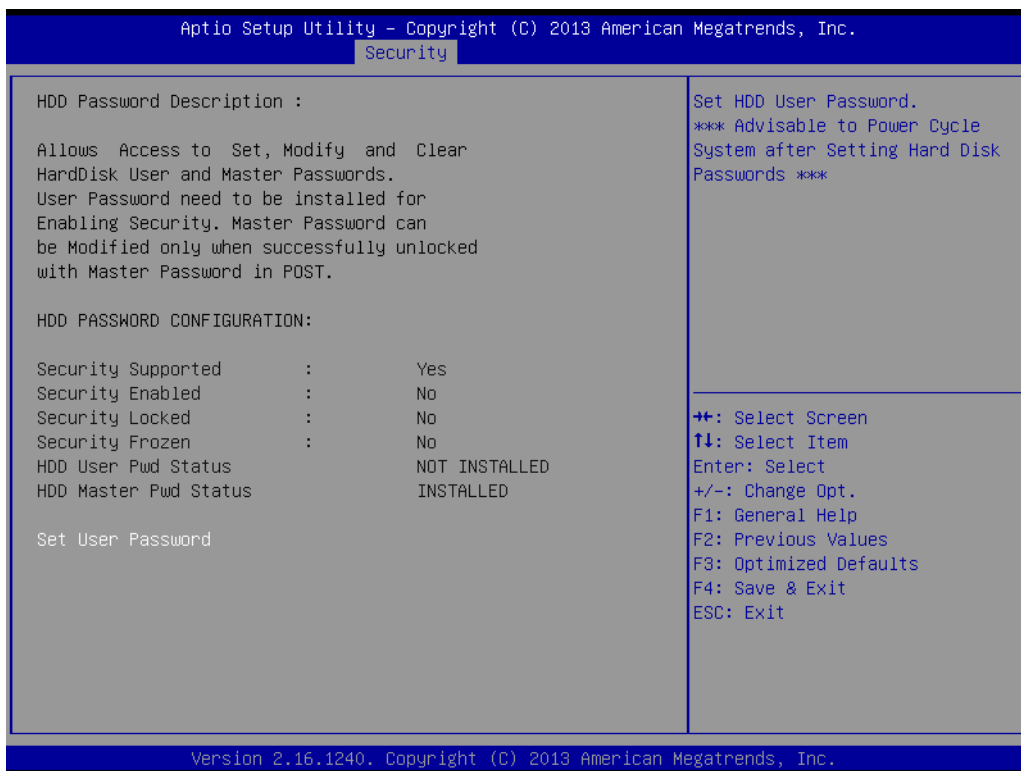 Aptio Setup Utility – Copyright (C) 2013 American Megatrends, Inc.
Security
HDD Password Description :
Allows Access to Set, Modify and Clear
HardDisk User and Master Passwords.
User Password need to be installed for
Enabling Security. Master Password can
be Modified only when successfully unlocked
with Master Password in POST.
HDD PASSWORD CONFIGURATION:
Security Supported : Yes
Security Enabled : No
Security Locked : No
Security Frozen : No
HDD User Pwd Status NOT INSTALLED
HDD Master Pwd Status INSTALLED
Set User Password
Set HDD User Password.
*** Advisable to Power Cycle
System after Setting Hard Disk
Passwords ***
→←: Select Screen
↑↓: Select Item
Enter: Select
+/-: Change Opt.
F1: General Help
F2: Previous Values
F3: Optimized Defaults
F4: Save & Exit
ESC: Exit
Version 2.16.1240. Copyright (C) 2013 American Megatrends, Inc.